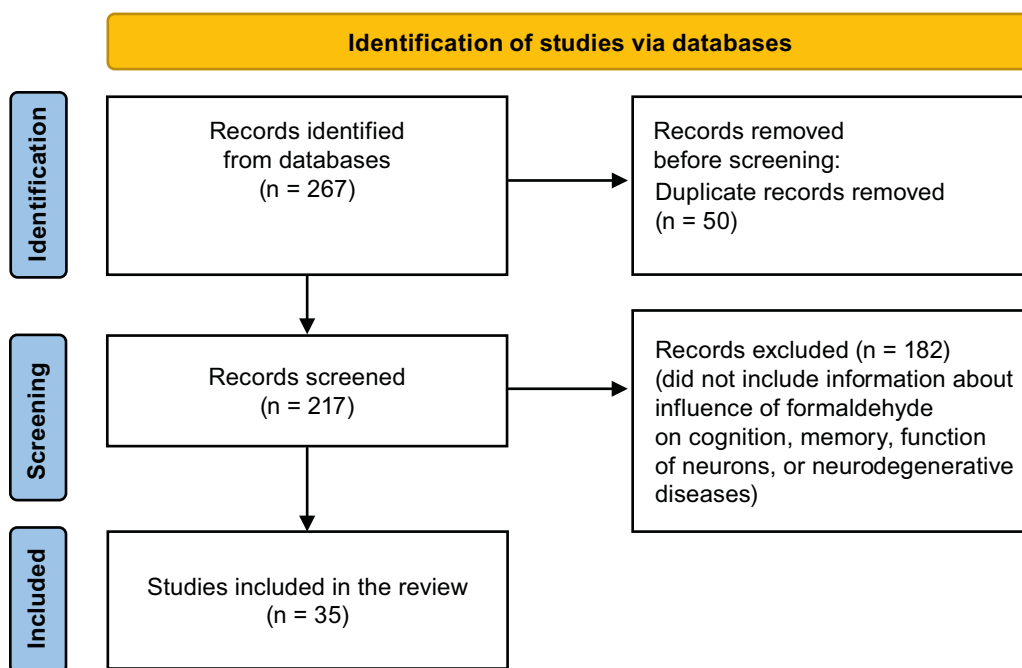 Identification of studies via databases
Identification
Records identified
from databases
(n = 267)
Records removed
before screening:
Duplicate records removed
(n = 50)
Screening
Records screened
(n = 217)
Records excluded (n = 182)
(did not include information about
influence of formaldehyde
on cognition, memory, function
of neurons, or neurodegenerative
diseases)
Included
Studies included in the review
(n = 35)